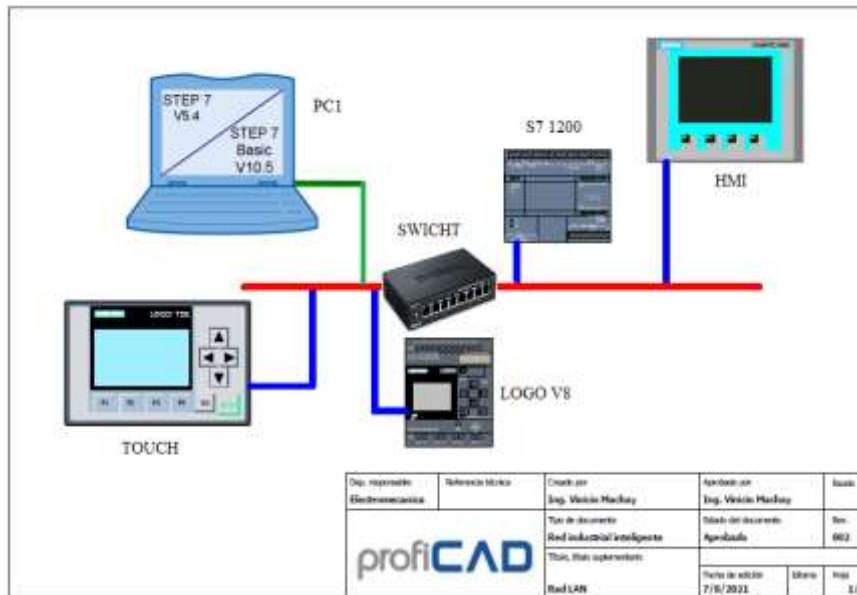 STEP 7
V5.4
STEP 7
Basic
V10.5
PC1
S7 1200
HMI
SWICHT
LOGO V8
TOUCH
Dep. responsable
Electromecanica
Referencia técnica
Creado por
Ing. Vinicio Machay
Aprobado por
Ing. Vinicio Machay
Tipo de documento
Red industrial inteligente
Estado del documento
Aprobado
Rev.
002
profiCAD
Título, título suplementario
Red LAN
Fecha de edición
7/8/2021
Idioma
Hoja